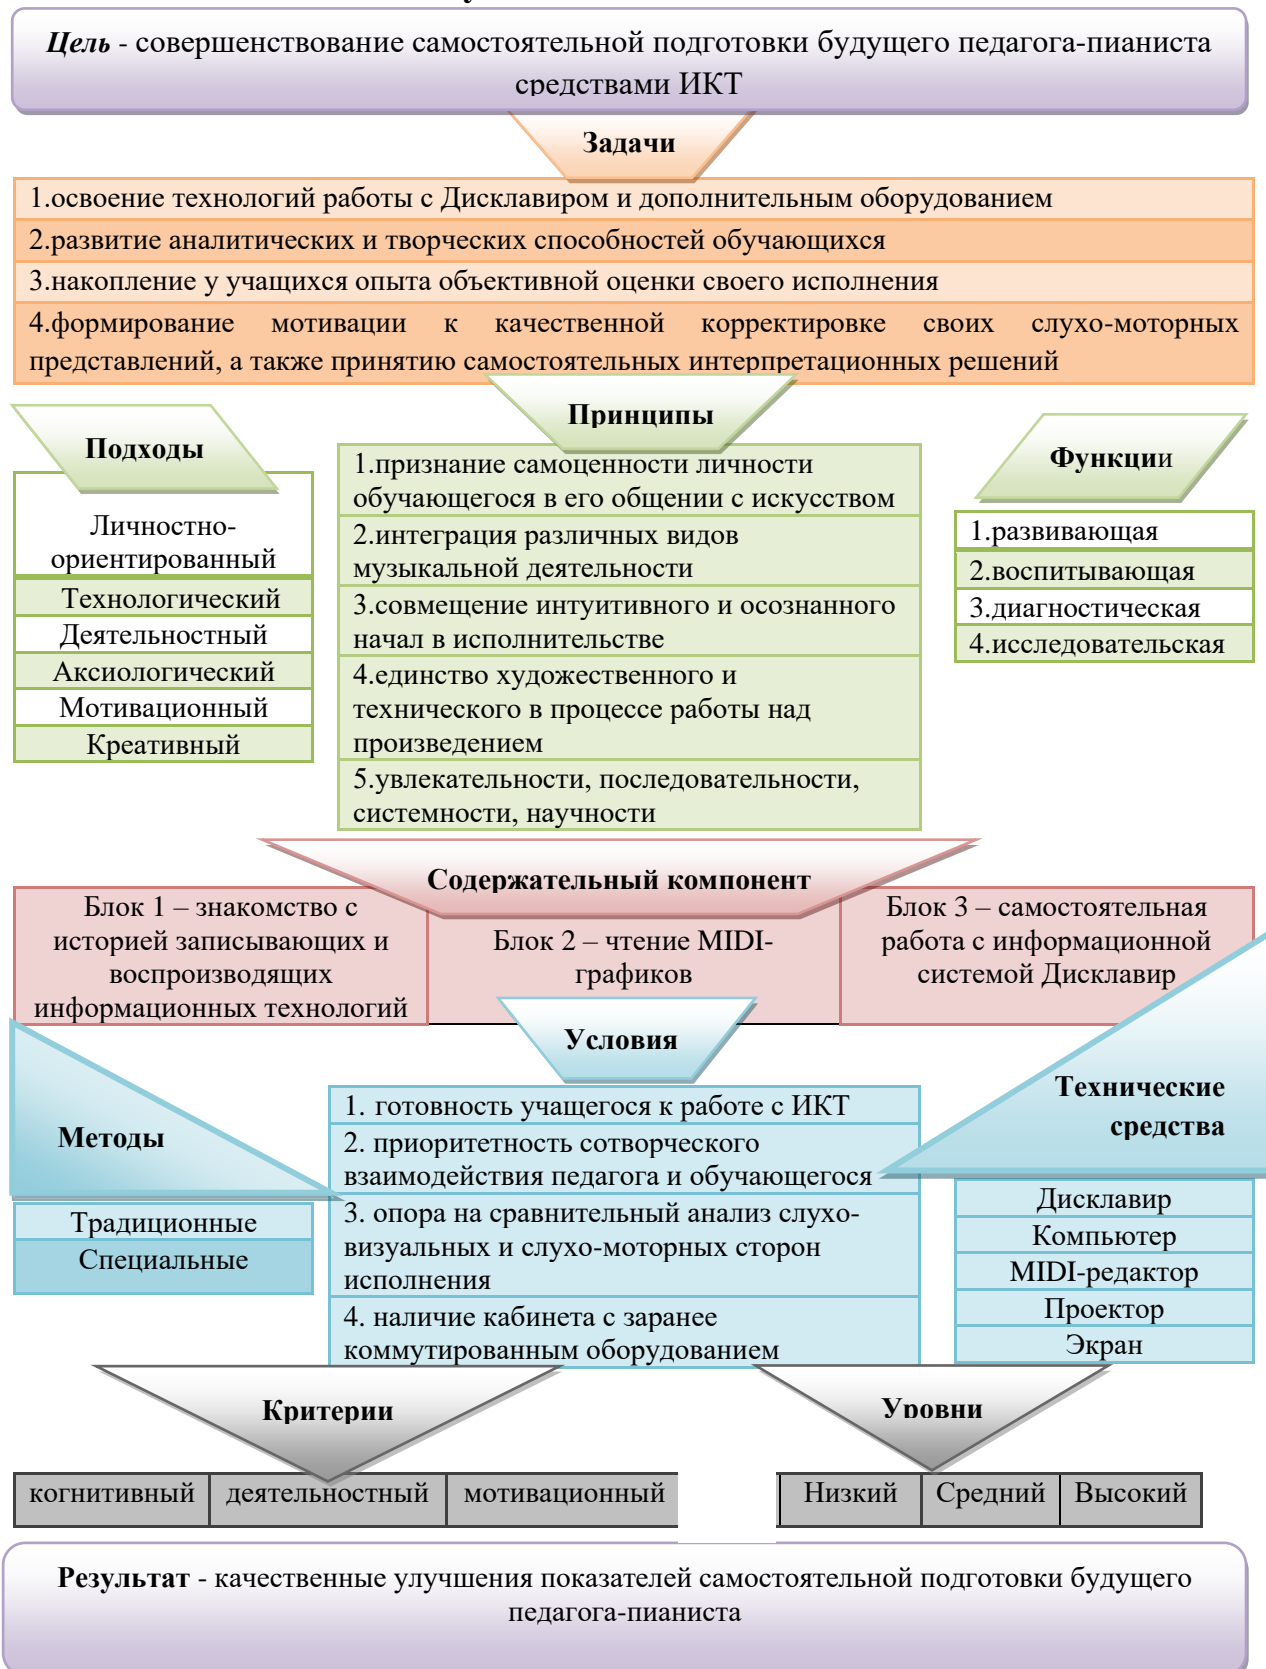 Цель - совершенствование самостоятельной подготовки будущего педагога-пианиста
средствами ИКТ
Задачи
1.освоение технологий работы с Дисклавиром и дополнительным оборудованием
2.развитие аналитических и творческих способностей обучающихся
3.накопление у учащихся опыта объективной оценки своего исполнения
4.формирование мотивации к качественной корректировке своих слухо-моторных
представлений, а также принятию самостоятельных интерпретационных решений
Подходы
Личностно-
ориентированный
Технологический
Деятельностный
Аксиологический
Мотивационный
Креативный
Принципы
1.признание самоценности личности
обучающегося в его общении с искусством
2.интеграция различных видов
музыкальной деятельности
3.совмещение интуитивного и осознанного
начал в исполнительстве
4.единство художественного и
технического в процессе работы над
произведением
5.увлекательности, последовательности,
системности, научности
Функции
1.развивающая
2.воспитывающая
3.диагностическая
4.исследовательская
Содержательный компонент
Блок 1 – знакомство с
историей записывающих и
воспроизводящих
информационных технологий
Блок 2 – чтение MIDI-
графиков
Блок 3 – самостоятельная
работа с информационной
системой Дисклавир
Методы
Традиционные
Специальные
Условия
1. готовность учащегося к работе с ИКТ
2. приоритетность сотворческого
взаимодействия педагога и обучающегося
3. опора на сравнительный анализ слухо-
визуальных и слухо-моторных сторон
исполнения
4. наличие кабинета с заранее
коммутированным оборудованием
Технические
средства
Дисклавир
Компьютер
MIDI-редактор
Проектор
Экран
Критерии
когнитивный деятельностный мотивационный
Уровни
Низкий Средний Высокий
Результат - качественные улучшения показателей самостоятельной подготовки будущего
педагога-пианиста